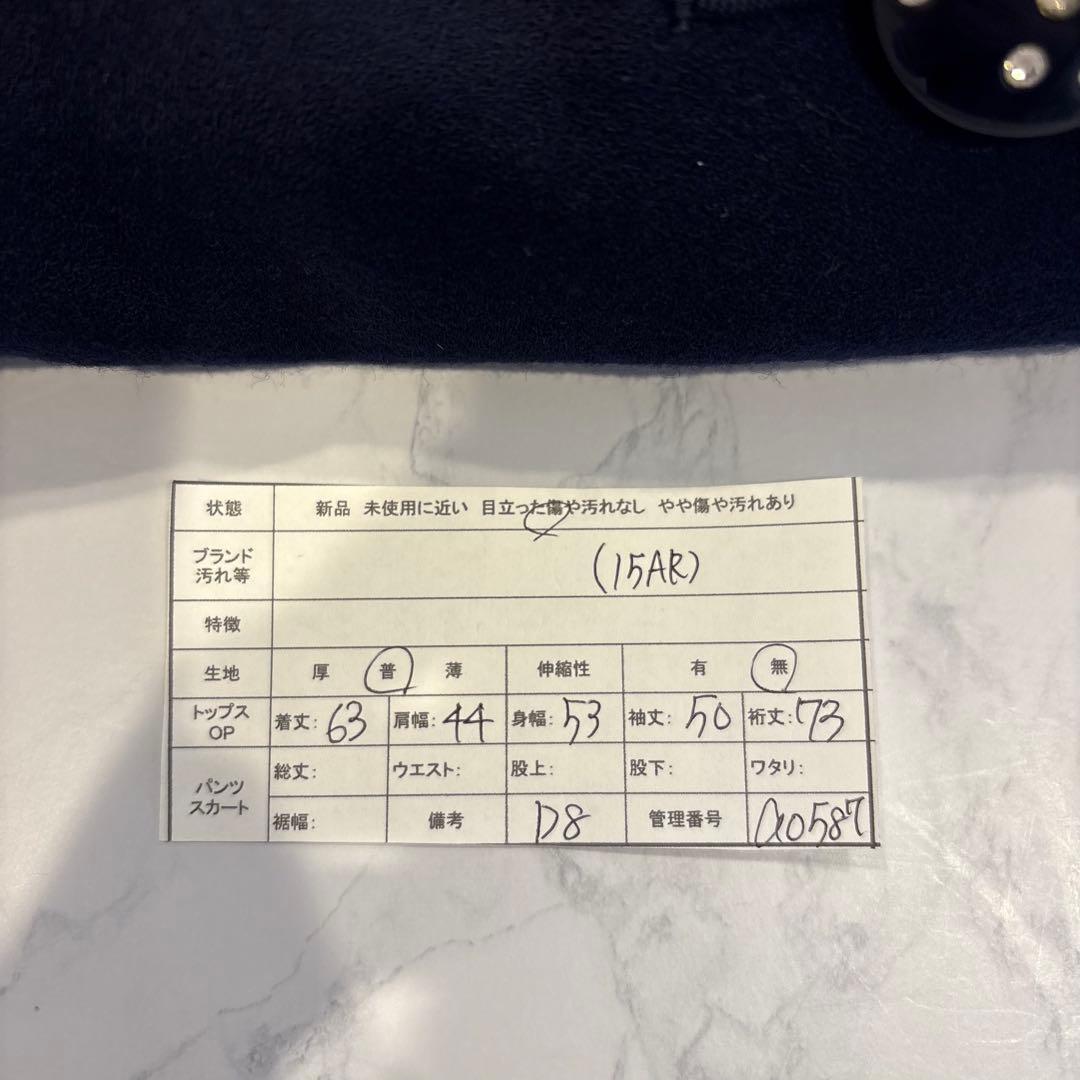 状態 新品 未使用に近い 目立った傷や汚れなし やや傷や汚れあり
ブランド
汚れ等
(15AR)
特徴
生地 厚 普 薄 伸縮性 有 無
トップス
OP
着丈: 63 肩幅: 44 身幅: 53 袖丈: 50 裄丈: 73
パンツ
スカート
総丈: ウエスト: 股上: 股下: ワタリ:
裾幅: 備考 D8 管理番号 a0587